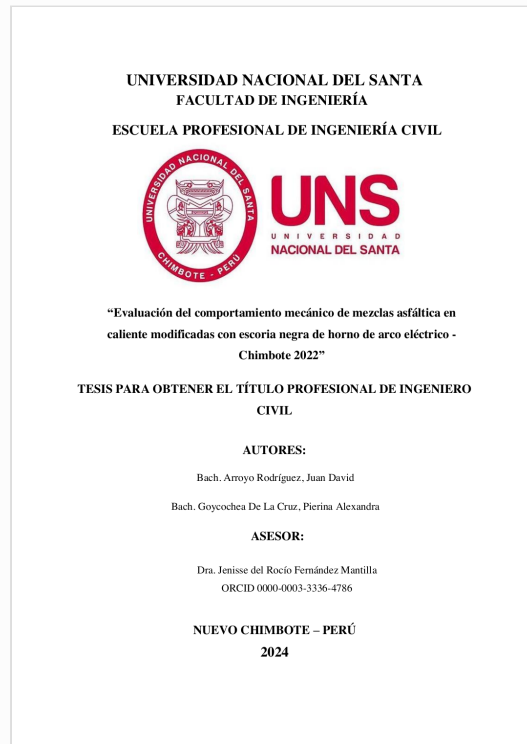 UNIVERSIDAD NACIONAL DEL SANTA
FACULTAD DE INGENIERÍA
ESCUELA PROFESIONAL DE INGENIERÍA CIVIL
UNIVERSIDAD NACIONAL DEL SANTA
CHIMBOTE - PERÚ
UNS
UNIVERSIDAD
NACIONAL DEL SANTA
“Evaluación del comportamiento mecánico de mezclas asfáltica en
caliente modificadas con escoria negra de horno de arco eléctrico -
Chimbote 2022”
TESIS PARA OBTENER EL TÍTULO PROFESIONAL DE INGENIERO
CIVIL
AUTORES:
Bach. Arroyo Rodríguez, Juan David
Bach. Goycochea De La Cruz, Pierina Alexandra
ASESOR:
Dra. Jenisse del Rocío Fernández Mantilla
ORCID 0000-0003-3336-4786
NUEVO CHIMBOTE – PERÚ
2024